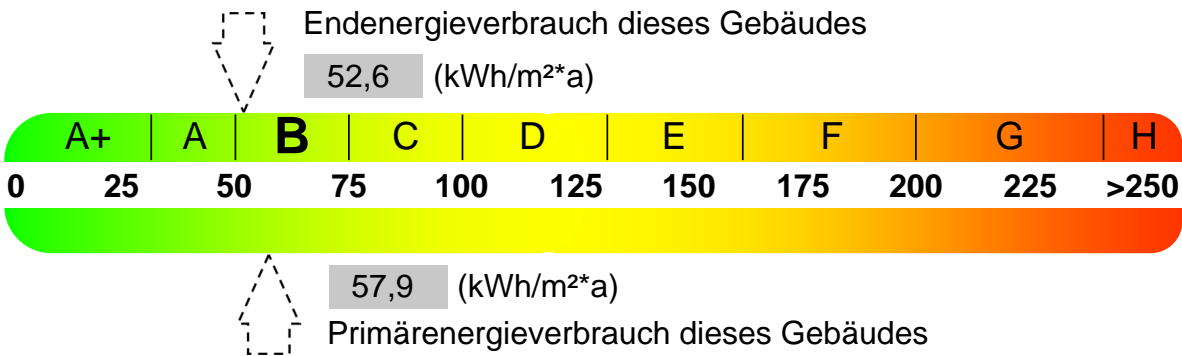 Endenergieverbrauch dieses Gebäudes
52,6 (kWh/m²*a)
A+ A B C D E F G H
0 25 50 75 100 125 150 175 200 225 >250
57,9 (kWh/m²*a)
Primärenergieverbrauch dieses Gebäudes